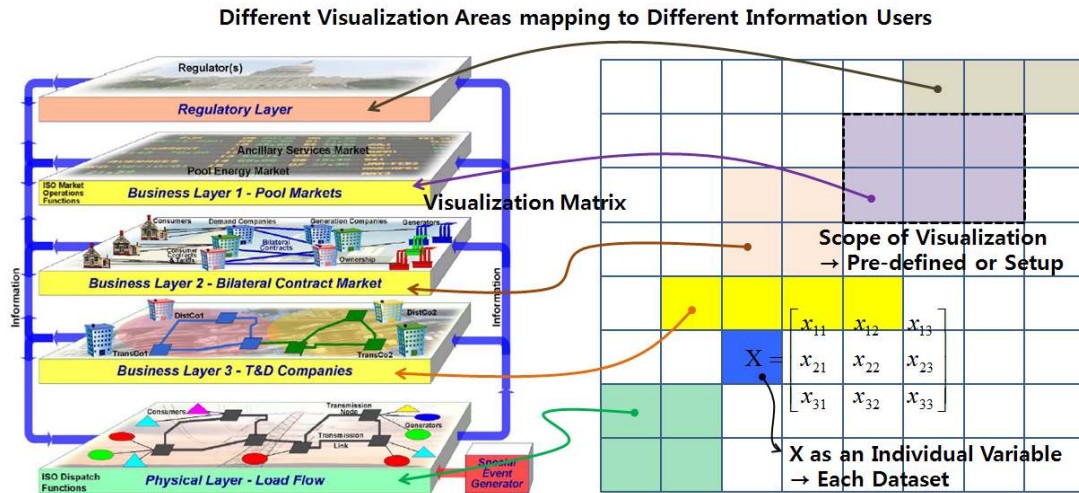 Different Visualization Areas mapping to Different Information Users
Regulator(s)
Regulatory Layer
Ancillary Services Market
Pool Energy Market
ISO Market
Operations
Functions
Business Layer 1 - Pool Markets
Visualization Matrix
Consumers
Demand Companies
Generation Companies
Generators
Bilateral
Contracts
Consumer
Contracts
& Tariffs
Ownership
Business Layer 2 - Bilateral Contract Market
Information
Information
DistCo1
DistCo2
TransCo1
TransCo2
Business Layer 3 - T&D Companies
Consumers
Transmission
Node
Generators
Transmission
Link
ISO Dispatch
Functions
Physical Layer - Load Flow
Special
Event
Generator
Scope of Visualization
→ Pre-defined or Setup
X = [x11 x12 x13
x21 x22 x23
x31 x32 x33]
X as an Individual Variable
→ Each Dataset